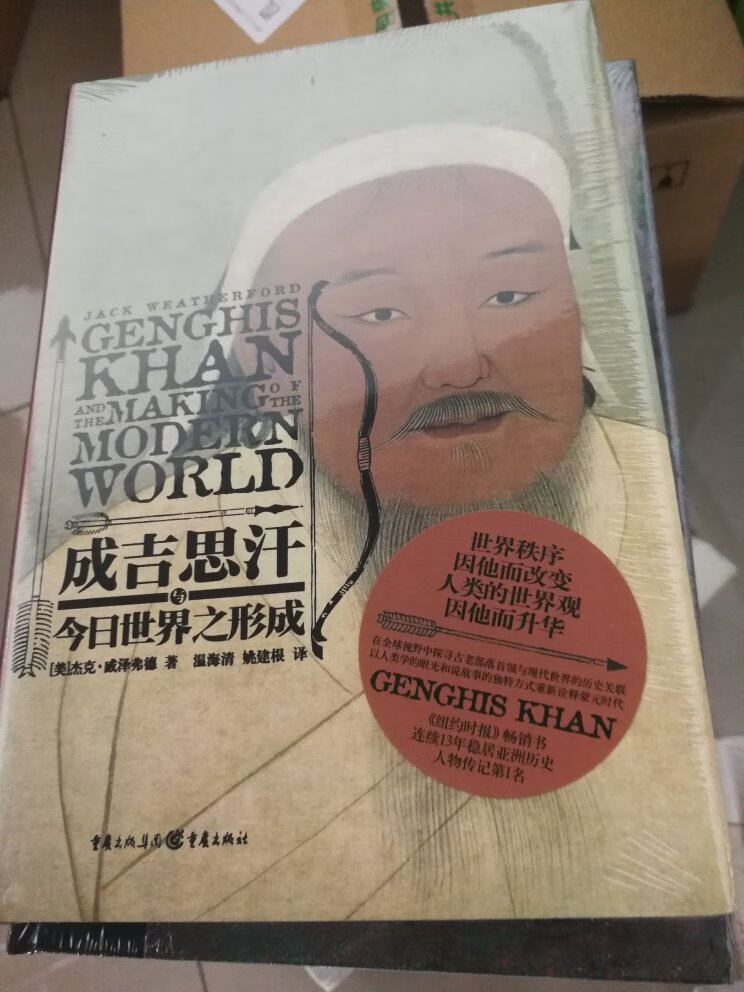 JACK WEATHERFORD
GENGHIS
KHAN
AND THE MAKING OF THE
MODERN
WORLD
成吉思汗
与
今日世界之形成
[美]杰克·威泽弗德 著 温海清 姚建根 译
世界秩序
因他而改变
人类的世界观
因他而升华
在全球视野中探寻古老部落首领与现代世界的历史关联
以人类学的眼光和说故事的独特方式重新诠释蒙元时代
GENGHIS KHAN
《纽约时报》畅销书
连续13年稳居亚洲历史
人物传记第1名
重庆出版集团 重庆出版社